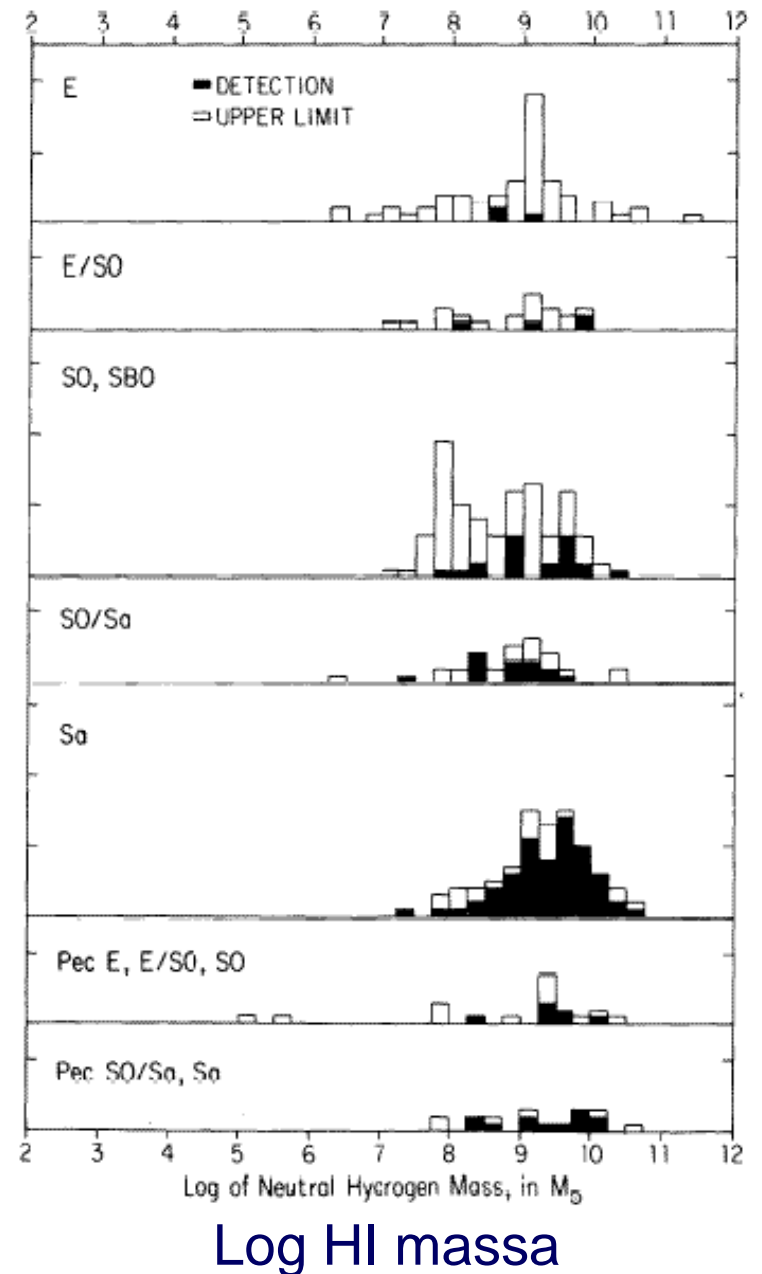 2 3 4 5 6 7 8 9 10 11 12
E
DETECTION
UPPER LIMIT
E/SO
SO, SBO
SO/Sa
Sa
Pec E, E/SO, SO
Pec SO/Sa, Sa
2 3 4 5 6 7 8 9 10 11 12
Log of Neutral Hycrogen Mass, in M5
Log HI massa